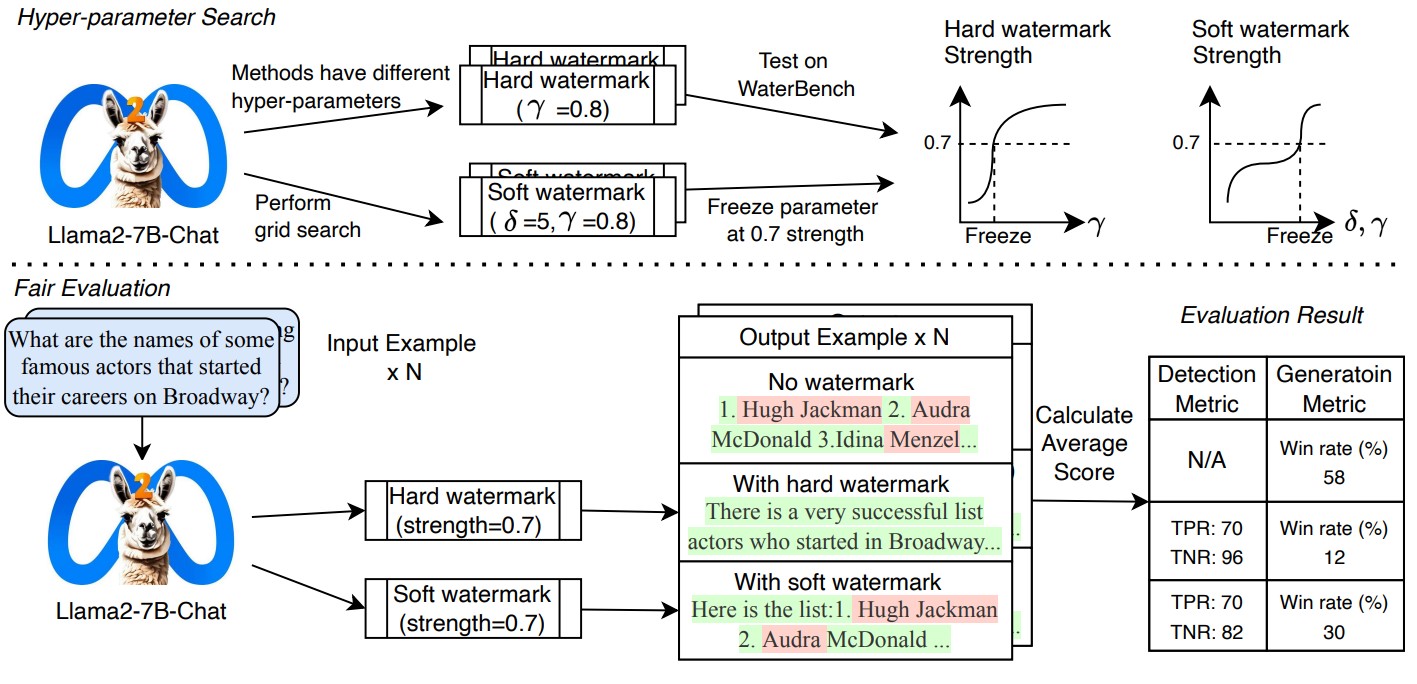 Hyper-parameter Search
2
Llama2-7B-Chat
Methods have different
hyper-parameters
Perform
grid search
Hard watermark
Hard watermark
(γ =0.8)
Soft watermark
Soft watermark
( δ =5, γ =0.8)
Test on
WaterBench
Freeze parameter
at 0.7 strength
Hard watermark
Strength
0.7
Freeze
γ
Soft watermark
Strength
0.7
Freeze
δ, γ
Fair Evaluation
What are the names of some
famous actors that started
their careers on Broadway?
ng
?
Input Example
x N
2
Llama2-7B-Chat
Hard watermark
(strength=0.7)
Soft watermark
(strength=0.7)
Output Example x N
No watermark
1. Hugh Jackman 2. Audra
McDonald 3.Idina Menzel...
With hard watermark
There is a very successful list
actors who started in Broadway...
With soft watermark
Here is the list:1. Hugh Jackman
2. Audra McDonald ...
Calculate
Average
Score
Evaluation Result
Detection
Metric
Generatoin
Metric
N/A
Win rate (%)
58
TPR: 70
TNR: 96
Win rate (%)
12
TPR: 70
TNR: 82
Win rate (%)
30